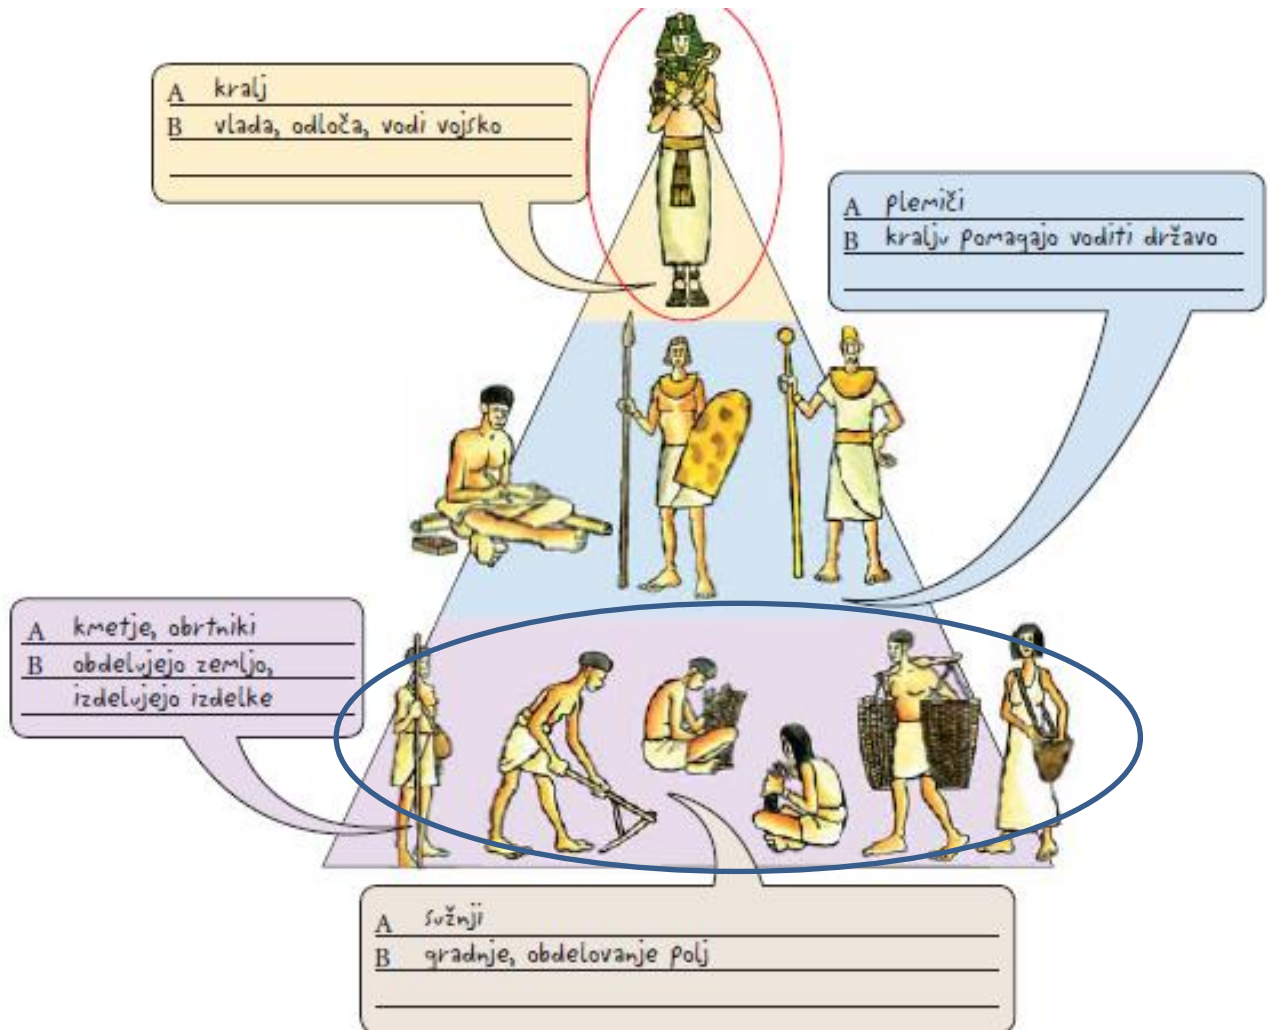 A kralj
B vlada, odloča, vodi vojsko
A plemiči
B kralju pomagajo voditi državo
A kmetje, obrtniki
B obdelujejo zemljo,
izdelujejo izdelke
A sužnji
B gradnje, obdelovanje polj